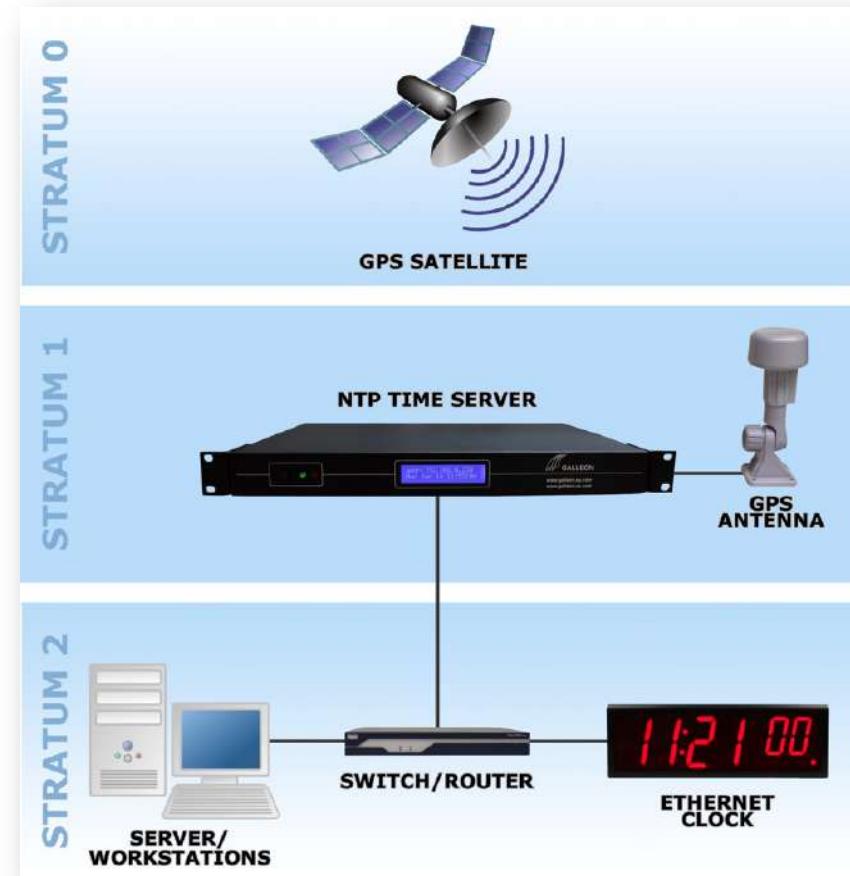 STRATUM 0
GPS SATELLITE
STRATUM 1
NTP TIME SERVER
GALLEON
GPS
ANTENNA
STRATUM 2
SERVER/
WORKSTATIONS
SWITCH/ROUTER
11:21 00.
ETHERNET
CLOCK